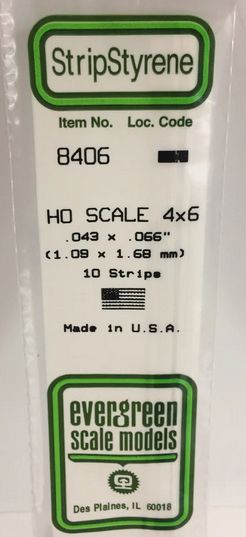 StripStyrene
Item No. Loc. Code
8406
HO SCALE 4x6
.043 x .066"
(1.09 x 1.68 mm)
10 Strips
Made in U.S.A.
evergreen
scale models
Des Plaines, IL 60018